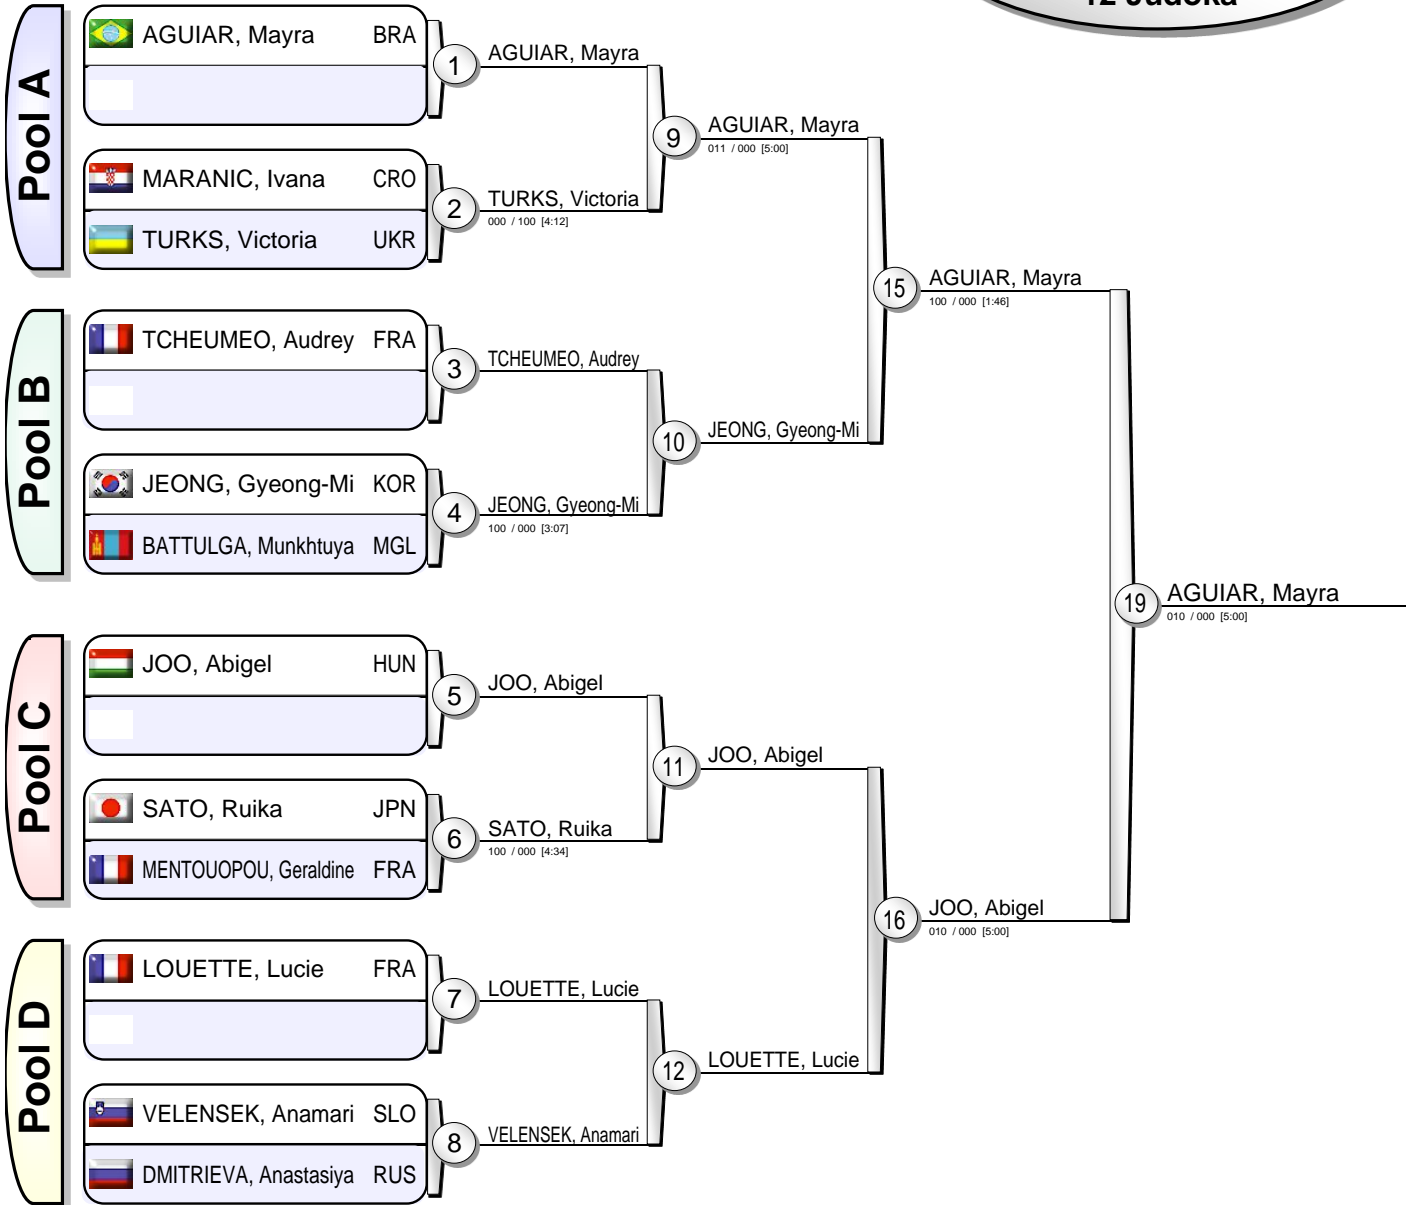 12 Judoka
Pool A
AGUIAR, Mayra BRA
1
AGUIAR, Mayra
MARANIC, Ivana CRO
TURKS, Victoria UKR
2
TURKS, Victoria
000 / 100 [4:12]
9
AGUIAR, Mayra
011 / 000 [5:00]
Pool B
TCHEUMEO, Audrey FRA
3
TCHEUMEO, Audrey
JEONG, Gyeong-Mi KOR
BATTULGA, Munkhtuya MGL
4
JEONG, Gyeong-Mi
100 / 000 [3:07]
10
JEONG, Gyeong-Mi
15
AGUIAR, Mayra
100 / 000 [1:46]
Pool C
JOO, Abigel HUN
5
JOO, Abigel
SATO, Ruika JPN
MENTOUOPOU, Geraldine FRA
6
SATO, Ruika
100 / 000 [4:34]
11
JOO, Abigel
Pool D
LOUETTE, Lucie FRA
7
LOUETTE, Lucie
VELENSEK, Anamari SLO
DMITRIEVA, Anastasiya RUS
8
VELENSEK, Anamari
12
LOUETTE, Lucie
16
JOO, Abigel
010 / 000 [5:00]
19
AGUIAR, Mayra
010 / 000 [5:00]